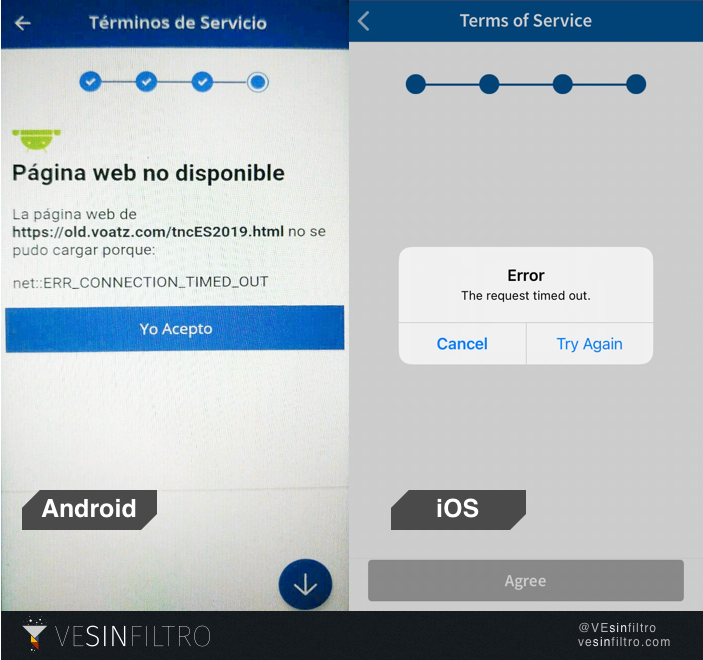 Términos de Servicio
Página web no disponible
La página web de
https://old.voatz.com/tncES2019.html no se
pudo cargar porque:
net::ERR_CONNECTION_TIMED_OUT
Yo Acepto
Android
Terms of Service
Error
The request timed out.
Cancel
Try Again
iOS
Agree
VESINFILTRO
@VEsinfiltro
vesinfiltro.com